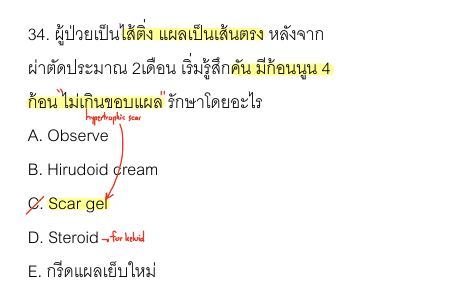 34. ผู้ป่วยเป็นไส้ติ่ง แผลเป็นเส้นตรง หลังจาก
ผ่าตัดประมาณ 2เดือน เริ่มรู้สึกคัน มีก้อนนูน 4
ก้อน "ไม่เกินขอบแผล" รักษาโดยอะไร
hypertrophic scar
A. Observe
B. Hirudoid cream
C. Scar gel
D. Steroid → for keloid
E. กรีดแผลเย็บใหม่